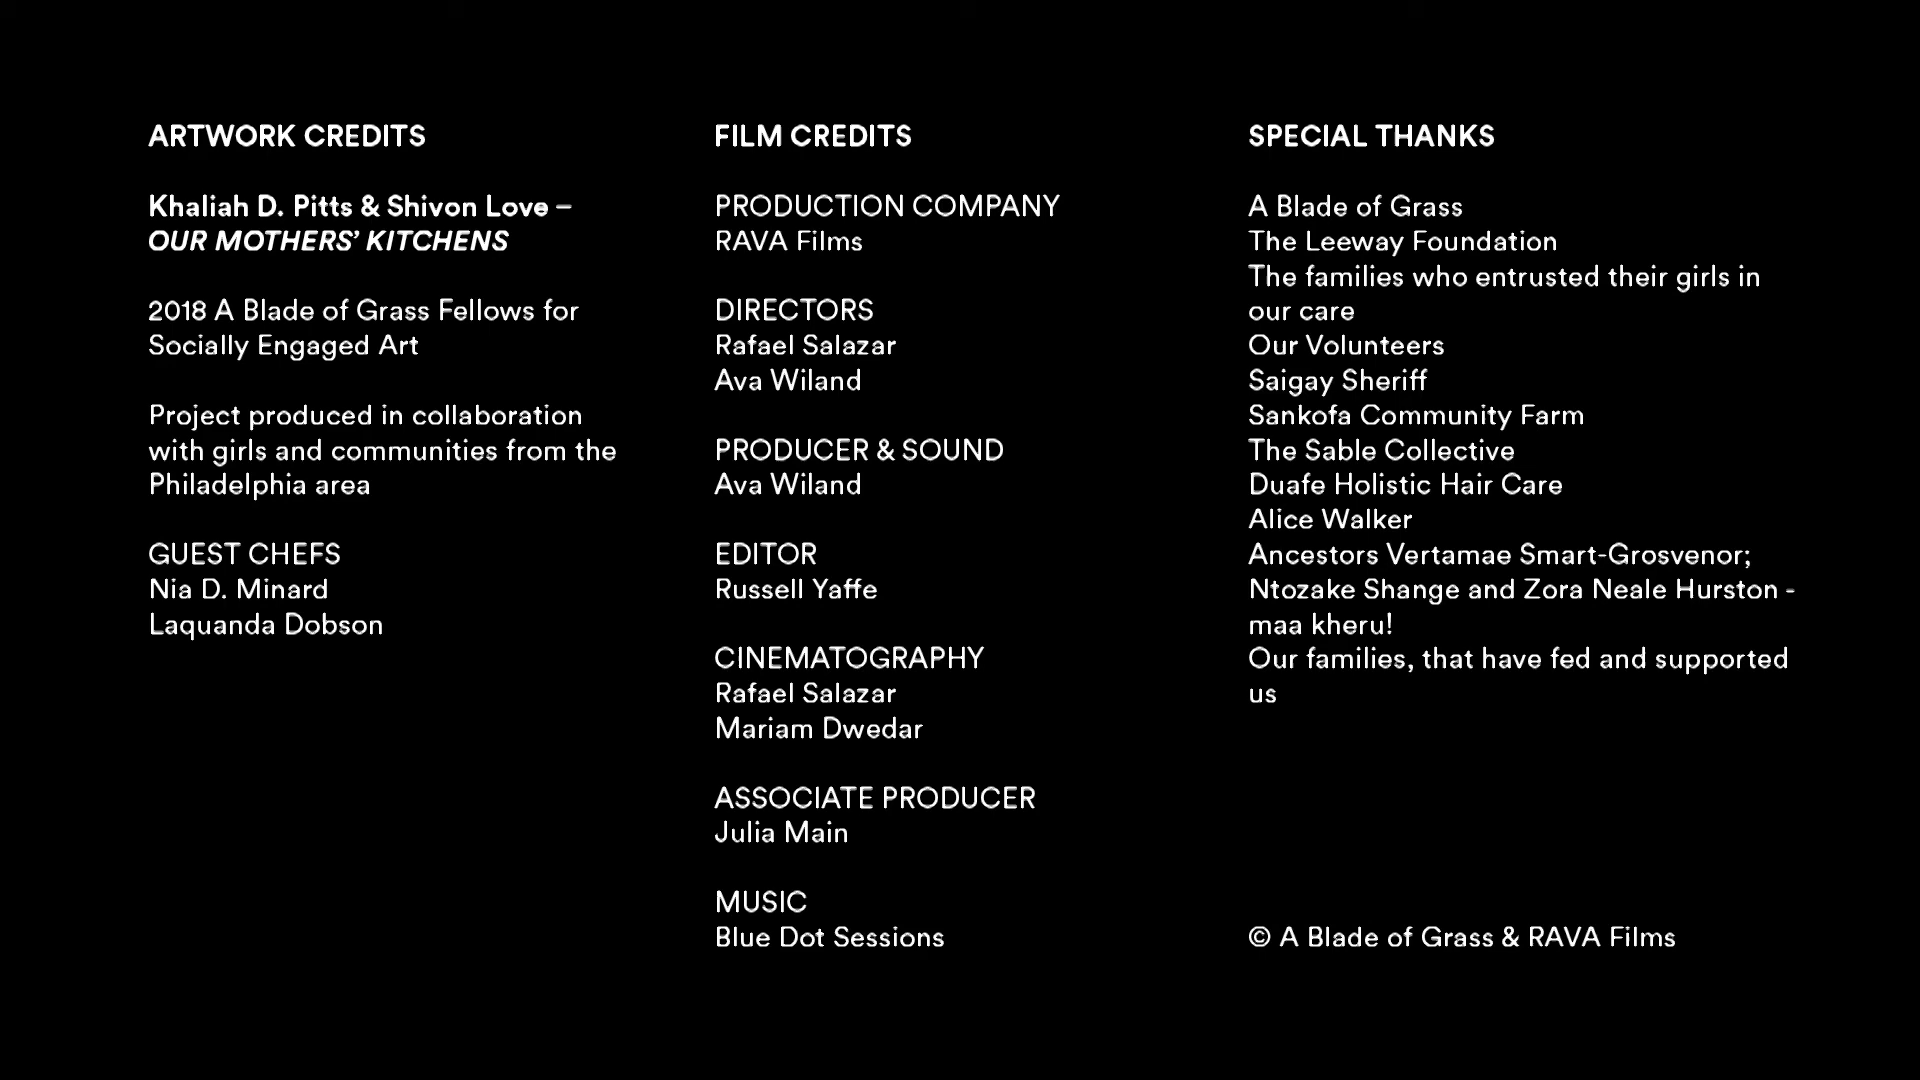 ARTWORK CREDITS
Khaliah D. Pitts & Shivon Love –
OUR MOTHERS’ KITCHENS
2018 A Blade of Grass Fellows for
Socially Engaged Art
Project produced in collaboration
with girls and communities from the
Philadelphia area
GUEST CHEFS
Nia D. Minard
Laquanda Dobson
FILM CREDITS
PRODUCTION COMPANY
RAVA Films
DIRECTORS
Rafael Salazar
Ava Wiland
PRODUCER & SOUND
Ava Wiland
EDITOR
Russell Yaffe
CINEMATOGRAPHY
Rafael Salazar
Mariam Dwedar
ASSOCIATE PRODUCER
Julia Main
MUSIC
Blue Dot Sessions
SPECIAL THANKS
A Blade of Grass
The Leeway Foundation
The families who entrusted their girls in
our care
Our Volunteers
Saigay Sheriff
Sankofa Community Farm
The Sable Collective
Duafe Holistic Hair Care
Alice Walker
Ancestors Vertamae Smart-Grosvenor;
Ntozake Shange and Zora Neale Hurston -
maa kheru!
Our families, that have fed and supported
us
© A Blade of Grass & RAVA Films